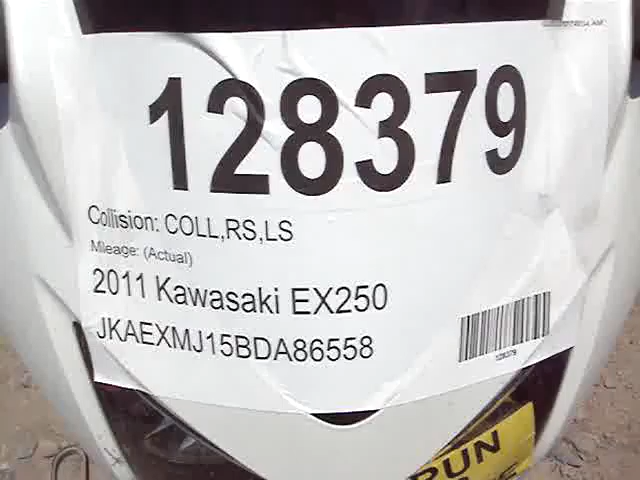 128379
Collision: COLL,RS,LS
Mileage: (Actual)
2011 Kawasaki EX250
JKAEXMJ15BDA86558
128379
RUN